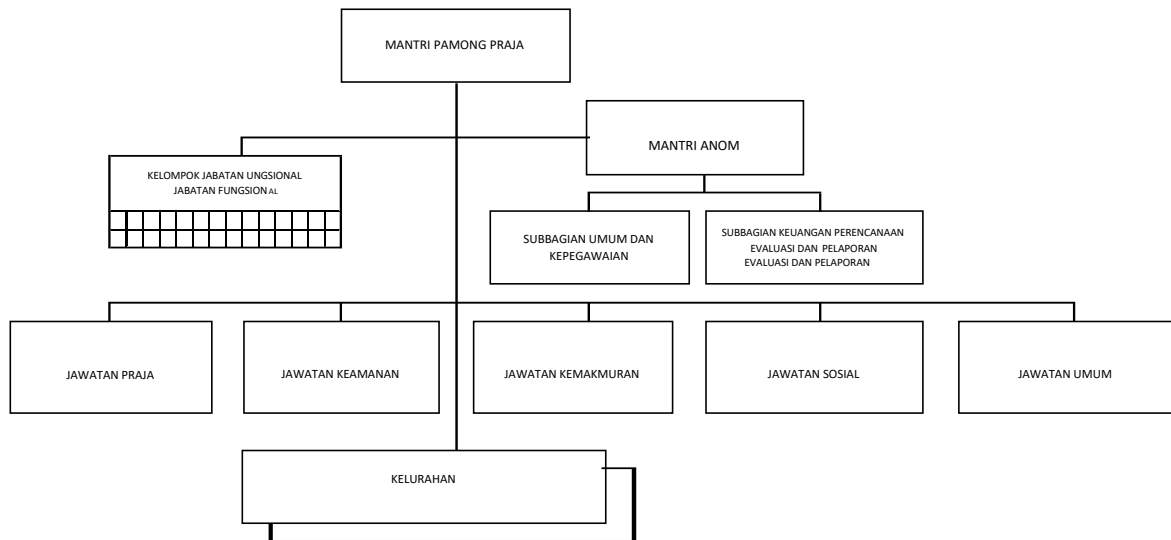 MANTRI PAMONG PRAJA
MANTRI ANOM
KELOMPOK JABATAN UNGSIONAL
JABATAN FUNGSIONAL
SUBBAGIAN UMUM DAN
KEPEGAWAIAN
SUBBAGIAN KEUANGAN PERENCANAAN
EVALUASI DAN PELAPORAN
EVALUASI DAN PELAPORAN
JAWATAN PRAJA
JAWATAN KEAMANAN
JAWATAN KEMAKMURAN
JAWATAN SOSIAL
JAWATAN UMUM
KELURAHAN